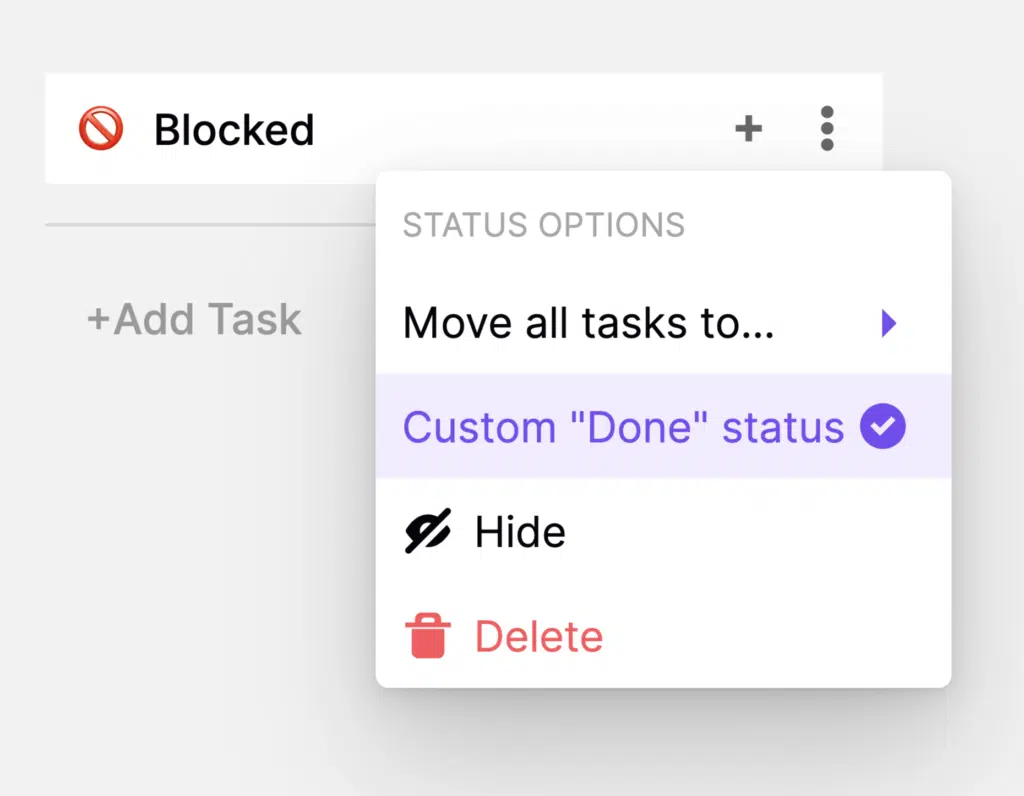 Blocked
STATUS OPTIONS
+Add Task
Move all tasks to...
Custom "Done" status
Hide
Delete